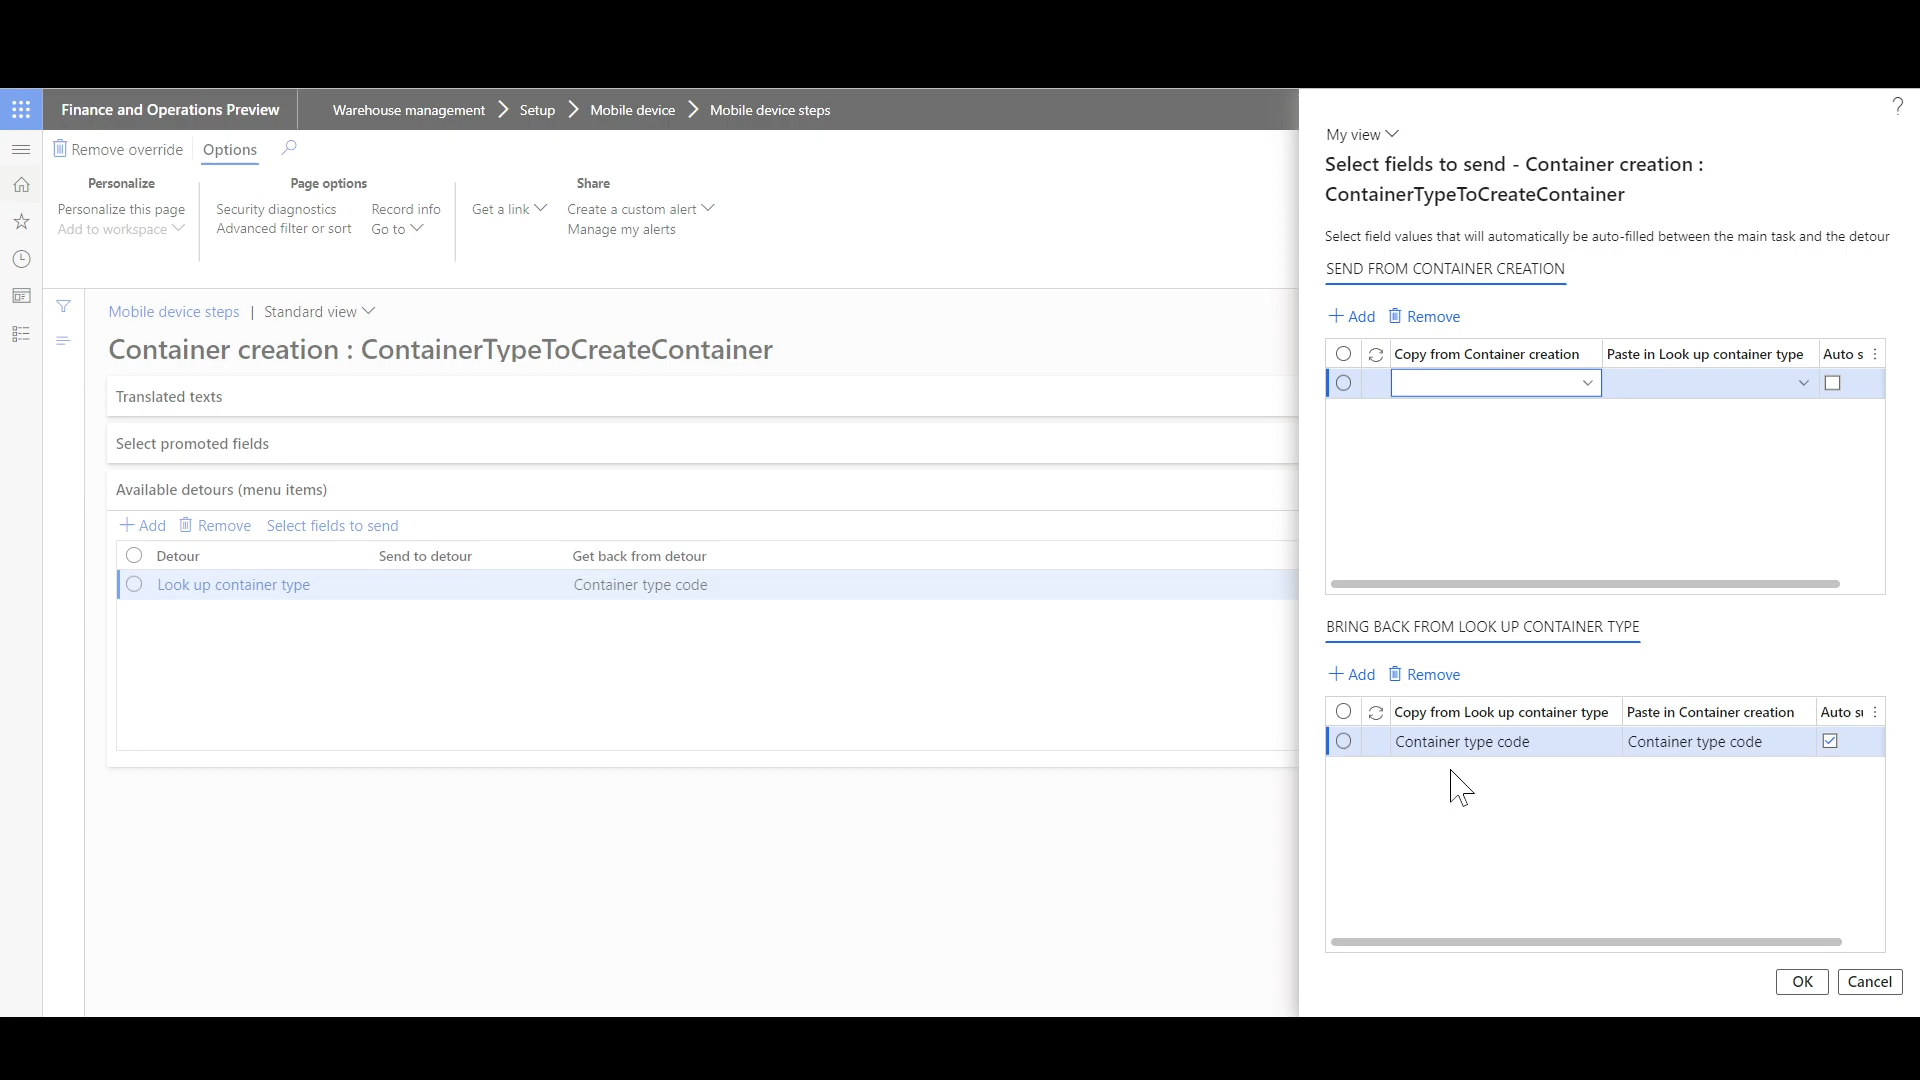 Finance and Operations Preview
Warehouse management
Setup
Mobile device
Mobile device steps
Remove override
Options
Personalize
Page options
Share
Personalize this page
Security diagnostics
Record info
Get a link
Create a custom alert
Add to workspace
Advanced filter or sort
Go to
Manage my alerts
Mobile device steps | Standard view
Container creation : ContainerTypeToCreateContainer
Translated texts
Select promoted fields
Available detours (menu items)
+ Add
Remove
Select fields to send
Detour
Send to detour
Get back from detour
Look up container type
Container type code
?
My view
Select fields to send - Container creation :
ContainerTypeToCreateContainer
Select field values that will automatically be auto-filled between the main task and the detour
SEND FROM CONTAINER CREATION
+ Add
Remove
Copy from Container creation
Paste in Look up container type
Auto s
BRING BACK FROM LOOK UP CONTAINER TYPE
+ Add
Remove
Copy from Look up container type
Paste in Container creation
Auto su
Container type code
Container type code
OK
Cancel